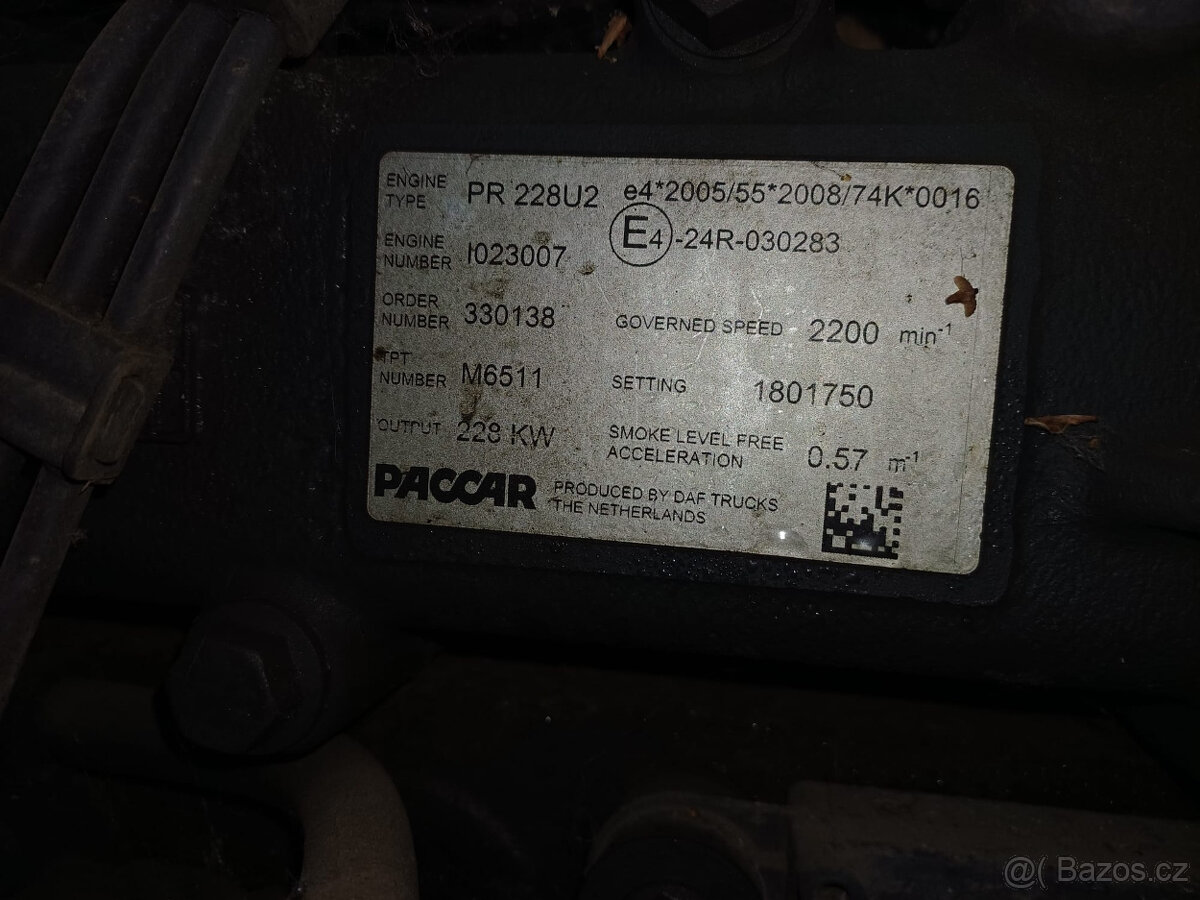 ENGINE TYPE PR 228U2 e4*2005/55*2008/74K*0016
ENGINE NUMBER I023007 E4-24R-030283
ORDER NUMBER 330138 GOVERNED SPEED 2200 min-1
TPT NUMBER M6511 SETTING 1801750
OUTPUT 228 KW SMOKE LEVEL FREE ACCELERATION 0.57 m-1
PACCAR PRODUCED BY DAF TRUCKS
THE NETHERLANDS
@( Bazos.cz